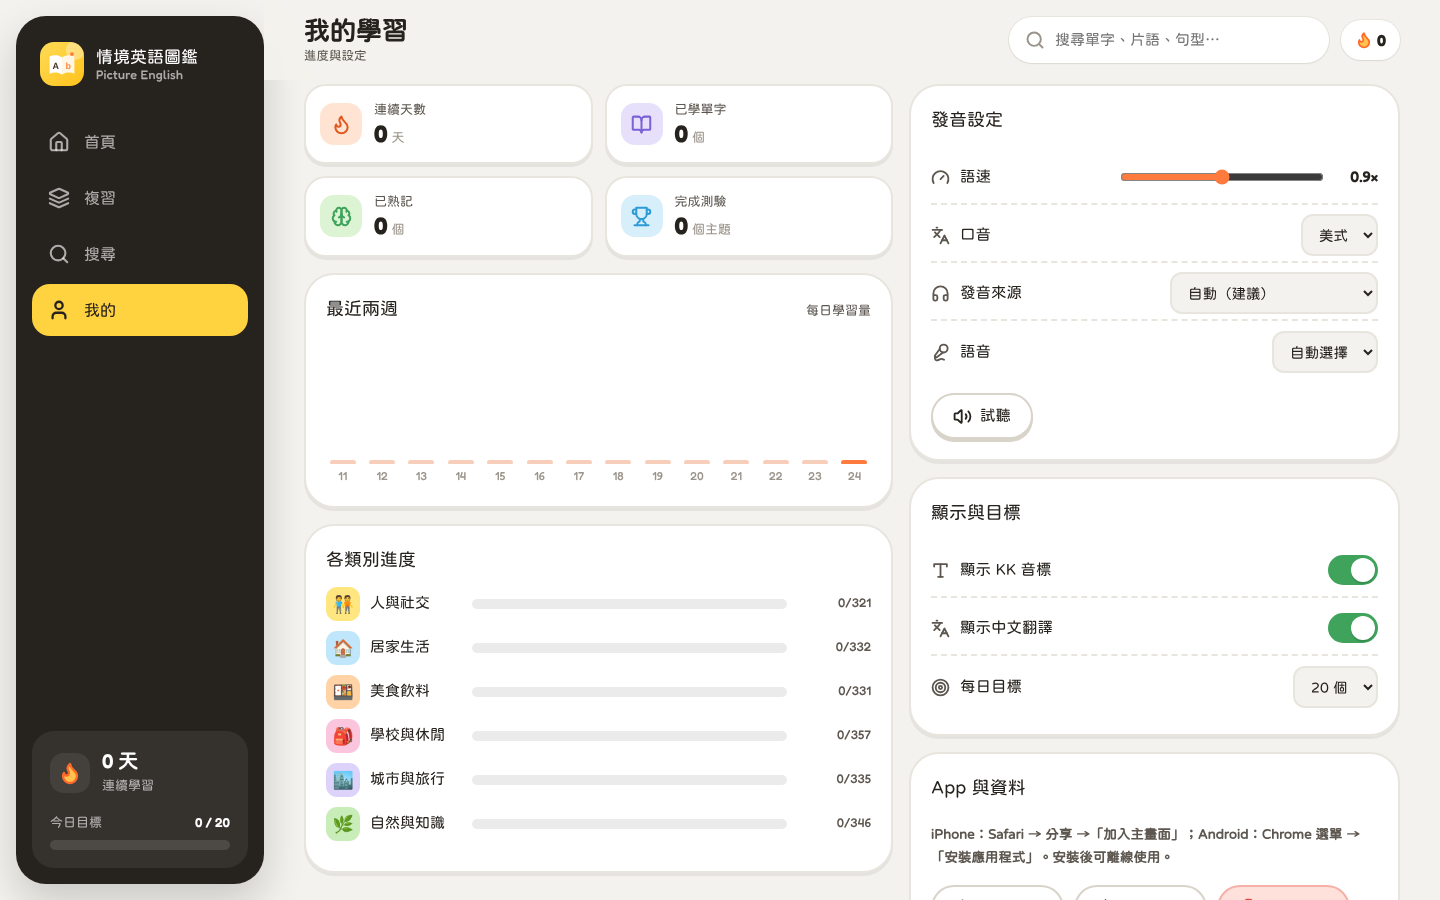 情境英語圖鑑
Picture English
首頁
複習
搜尋
我的
0 天
連續學習
今日目標 0 / 20
我的學習
進度與設定
搜尋單字、片語、句型…
0
連續天數
0 天
已學單字
0 個
已熟記
0 個
完成測驗
0 個主題
最近兩週 每日學習量
11 12 13 14 15 16 17 18 19 20 21 22 23 24
各類別進度
人與社交 0/321
居家生活 0/332
美食飲料 0/331
學校與休閒 0/357
城市與旅行 0/335
自然與知識 0/346
發音設定
語速 0.9×
口音 美式
發音來源 自動（建議）
語音 自動選擇
試聽
顯示與目標
顯示 KK 音標
顯示中文翻譯
每日目標 20 個
App 與資料
iPhone：Safari → 分享 →「加入主畫面」；Android：Chrome 選單 →
「安裝應用程式」。安裝後可離線使用。